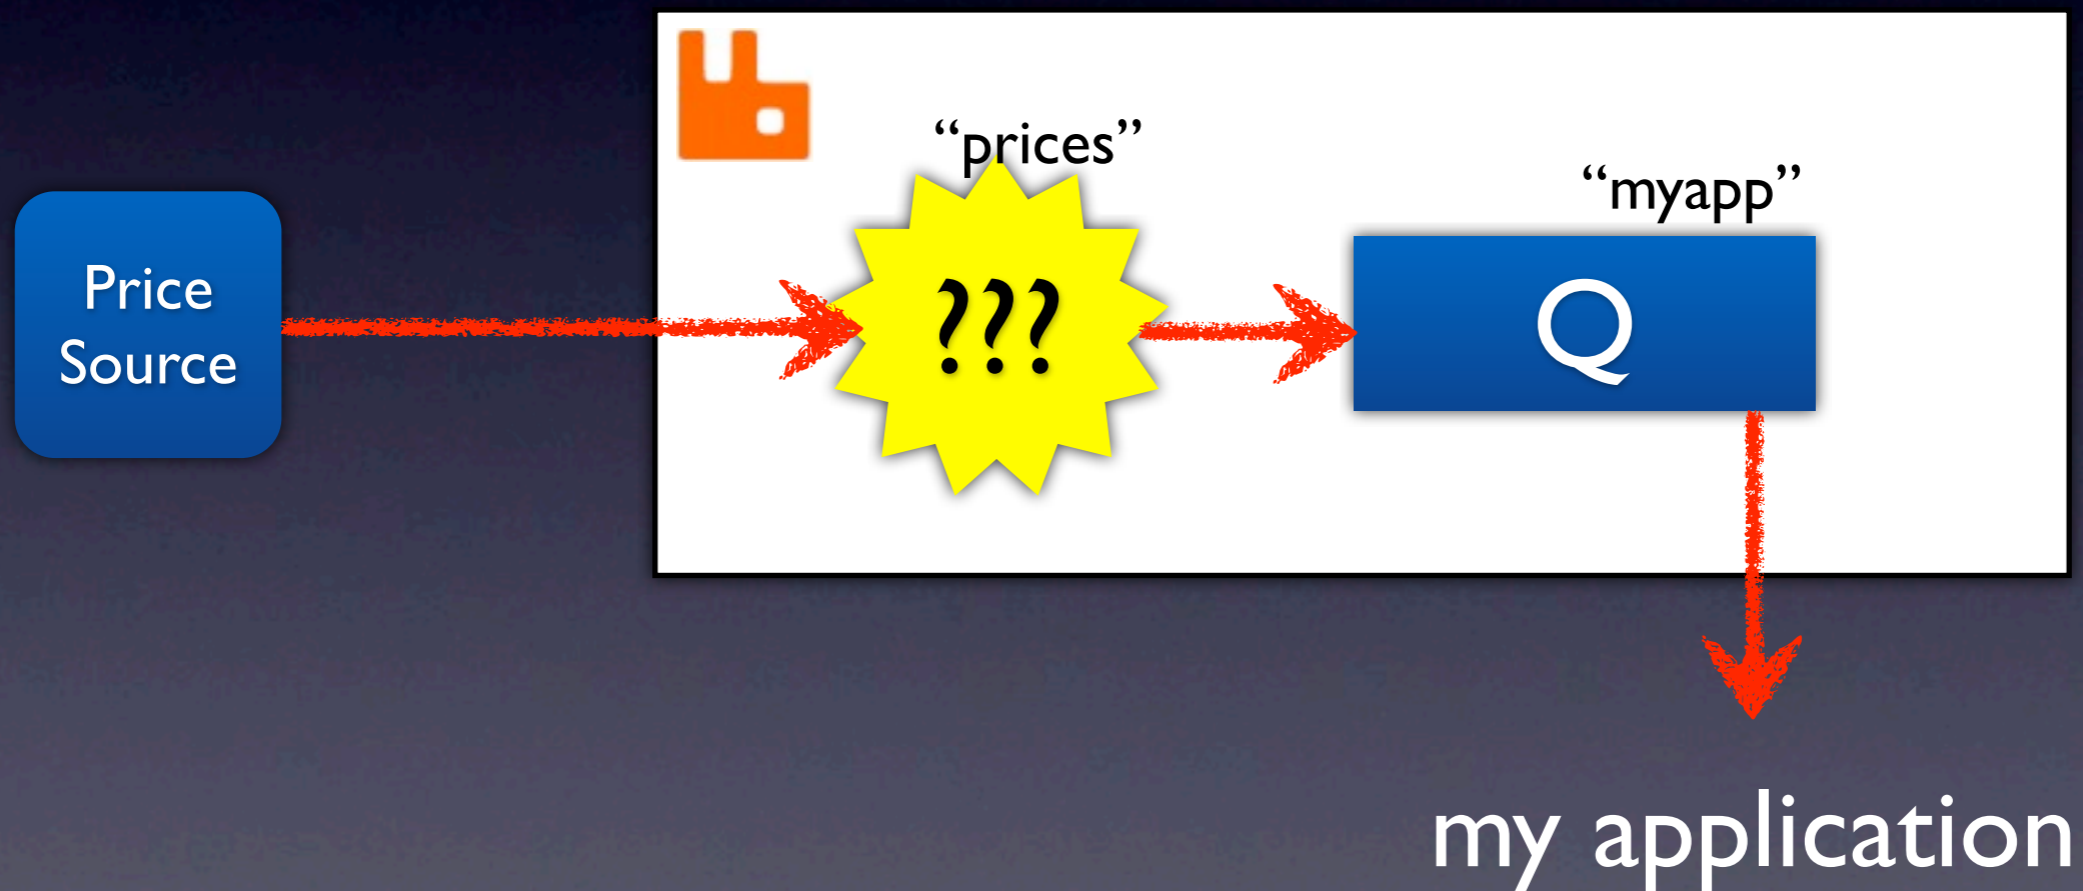 “prices”
“myapp”
Price
Source
???
Q
my application